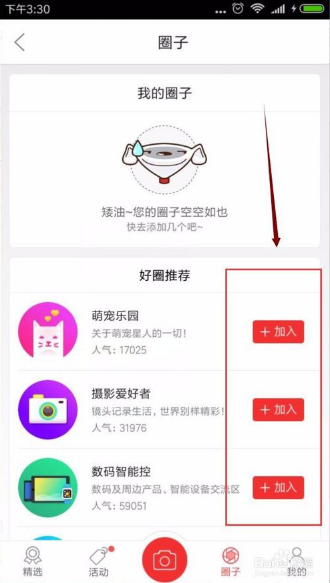 下午3:30
圈子
我的圈子
矮油~您的圈子空空如也
快去添加几个吧~
好圈推荐
萌宠乐园
关于萌宠星人的一切!
人气: 17025
+ 加入
摄影爱好者
镜头记录生活，世界别样精彩!
人气: 31976
+ 加入
数码智能控
数码及周边产品、智能设备交流区
人气: 59051
+ 加入
精选
活动
圈子
我的